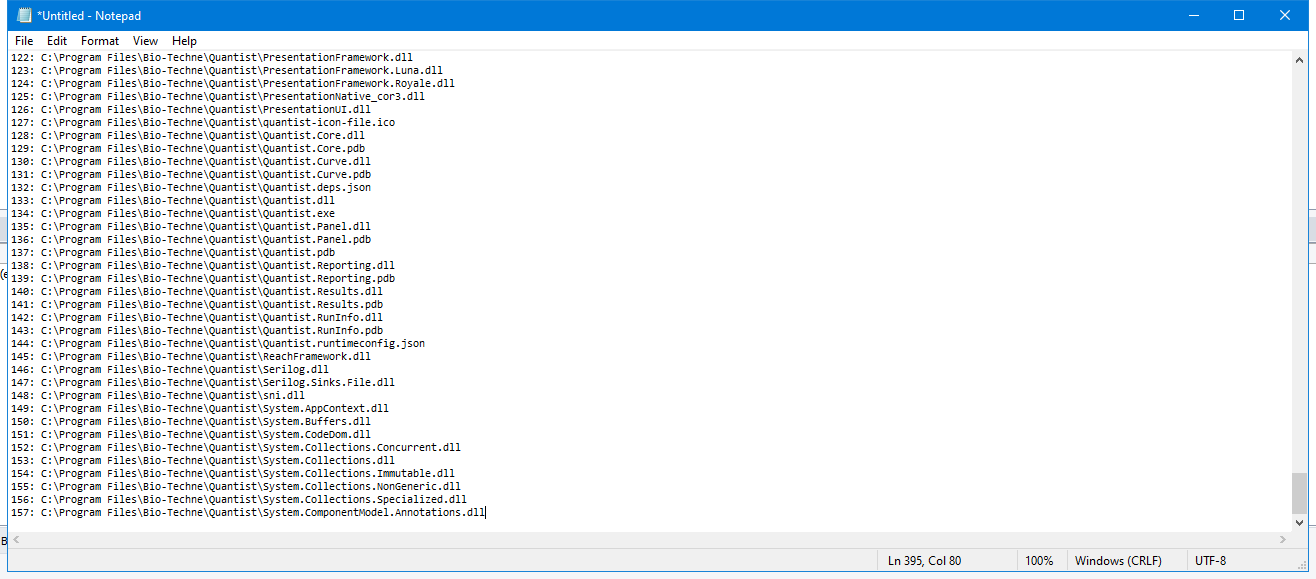 *Untitled - Notepad
File Edit Format View Help
122: C:\Program Files\Bio-Techne\Quantist\PresentationFramework.dll
123: C:\Program Files\Bio-Techne\Quantist\PresentationFramework.Luna.dll
124: C:\Program Files\Bio-Techne\Quantist\PresentationFramework.Royale.dll
125: C:\Program Files\Bio-Techne\Quantist\PresentationNative_cor3.dll
126: C:\Program Files\Bio-Techne\Quantist\PresentationUI.dll
127: C:\Program Files\Bio-Techne\Quantist\quantist-icon-file.ico
128: C:\Program Files\Bio-Techne\Quantist\Quantist.Core.dll
129: C:\Program Files\Bio-Techne\Quantist\Quantist.Core.pdb
130: C:\Program Files\Bio-Techne\Quantist\Quantist.Curve.dll
131: C:\Program Files\Bio-Techne\Quantist\Quantist.Curve.pdb
132: C:\Program Files\Bio-Techne\Quantist\Quantist.deps.json
133: C:\Program Files\Bio-Techne\Quantist\Quantist.dll
134: C:\Program Files\Bio-Techne\Quantist\Quantist.exe
135: C:\Program Files\Bio-Techne\Quantist\Quantist.Panel.dll
136: C:\Program Files\Bio-Techne\Quantist\Quantist.Panel.pdb
137: C:\Program Files\Bio-Techne\Quantist\Quantist.pdb
138: C:\Program Files\Bio-Techne\Quantist\Quantist.Reporting.dll
139: C:\Program Files\Bio-Techne\Quantist\Quantist.Reporting.pdb
140: C:\Program Files\Bio-Techne\Quantist\Quantist.Results.dll
141: C:\Program Files\Bio-Techne\Quantist\Quantist.Results.pdb
142: C:\Program Files\Bio-Techne\Quantist\Quantist.RunInfo.dll
143: C:\Program Files\Bio-Techne\Quantist\Quantist.RunInfo.pdb
144: C:\Program Files\Bio-Techne\Quantist\Quantist.runtimeconfig.json
145: C:\Program Files\Bio-Techne\Quantist\ReachFramework.dll
146: C:\Program Files\Bio-Techne\Quantist\Serilog.dll
147: C:\Program Files\Bio-Techne\Quantist\Serilog.Sinks.File.dll
148: C:\Program Files\Bio-Techne\Quantist\sni.dll
149: C:\Program Files\Bio-Techne\Quantist\System.AppContext.dll
150: C:\Program Files\Bio-Techne\Quantist\System.Buffers.dll
151: C:\Program Files\Bio-Techne\Quantist\System.CodeDom.dll
152: C:\Program Files\Bio-Techne\Quantist\System.Collections.Concurrent.dll
153: C:\Program Files\Bio-Techne\Quantist\System.Collections.dll
154: C:\Program Files\Bio-Techne\Quantist\System.Collections.Immutable.dll
155: C:\Program Files\Bio-Techne\Quantist\System.Collections.NonGeneric.dll
156: C:\Program Files\Bio-Techne\Quantist\System.Collections.Specialized.dll
157: C:\Program Files\Bio-Techne\Quantist\System.ComponentModel.Annotations.dll
Ln 395, Col 80 100% Windows (CRLF) UTF-8